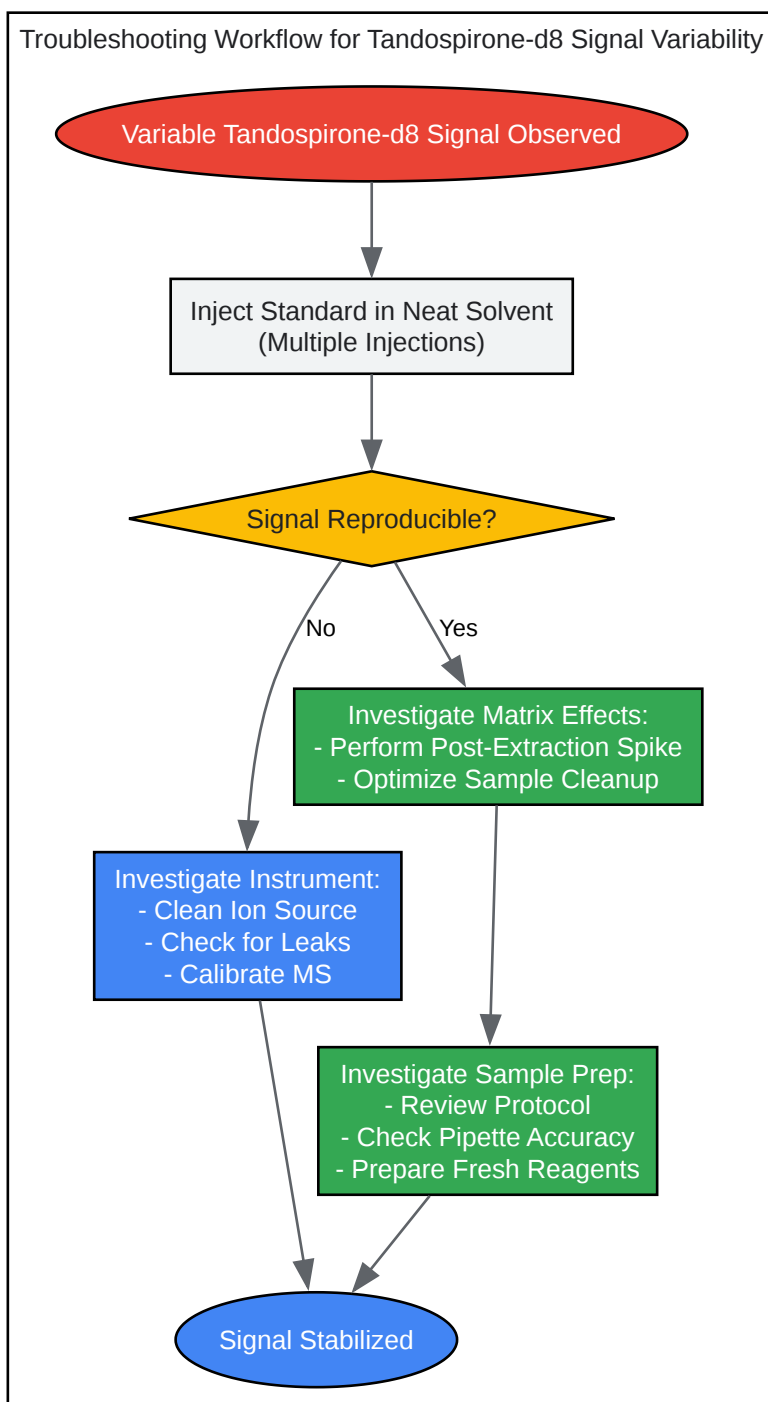 Troubleshooting Workflow for Tandospirone-d8 Signal Variability
Variable Tandospirone-d8 Signal Observed
Inject Standard in Neat Solvent
(Multiple Injections)
Signal Reproducible?
No
Yes
Investigate Matrix Effects:
- Perform Post-Extraction Spike
- Optimize Sample Cleanup
Investigate Instrument:
- Clean Ion Source
- Check for Leaks
- Calibrate MS
Investigate Sample Prep:
- Review Protocol
- Check Pipette Accuracy
- Prepare Fresh Reagents
Signal Stabilized